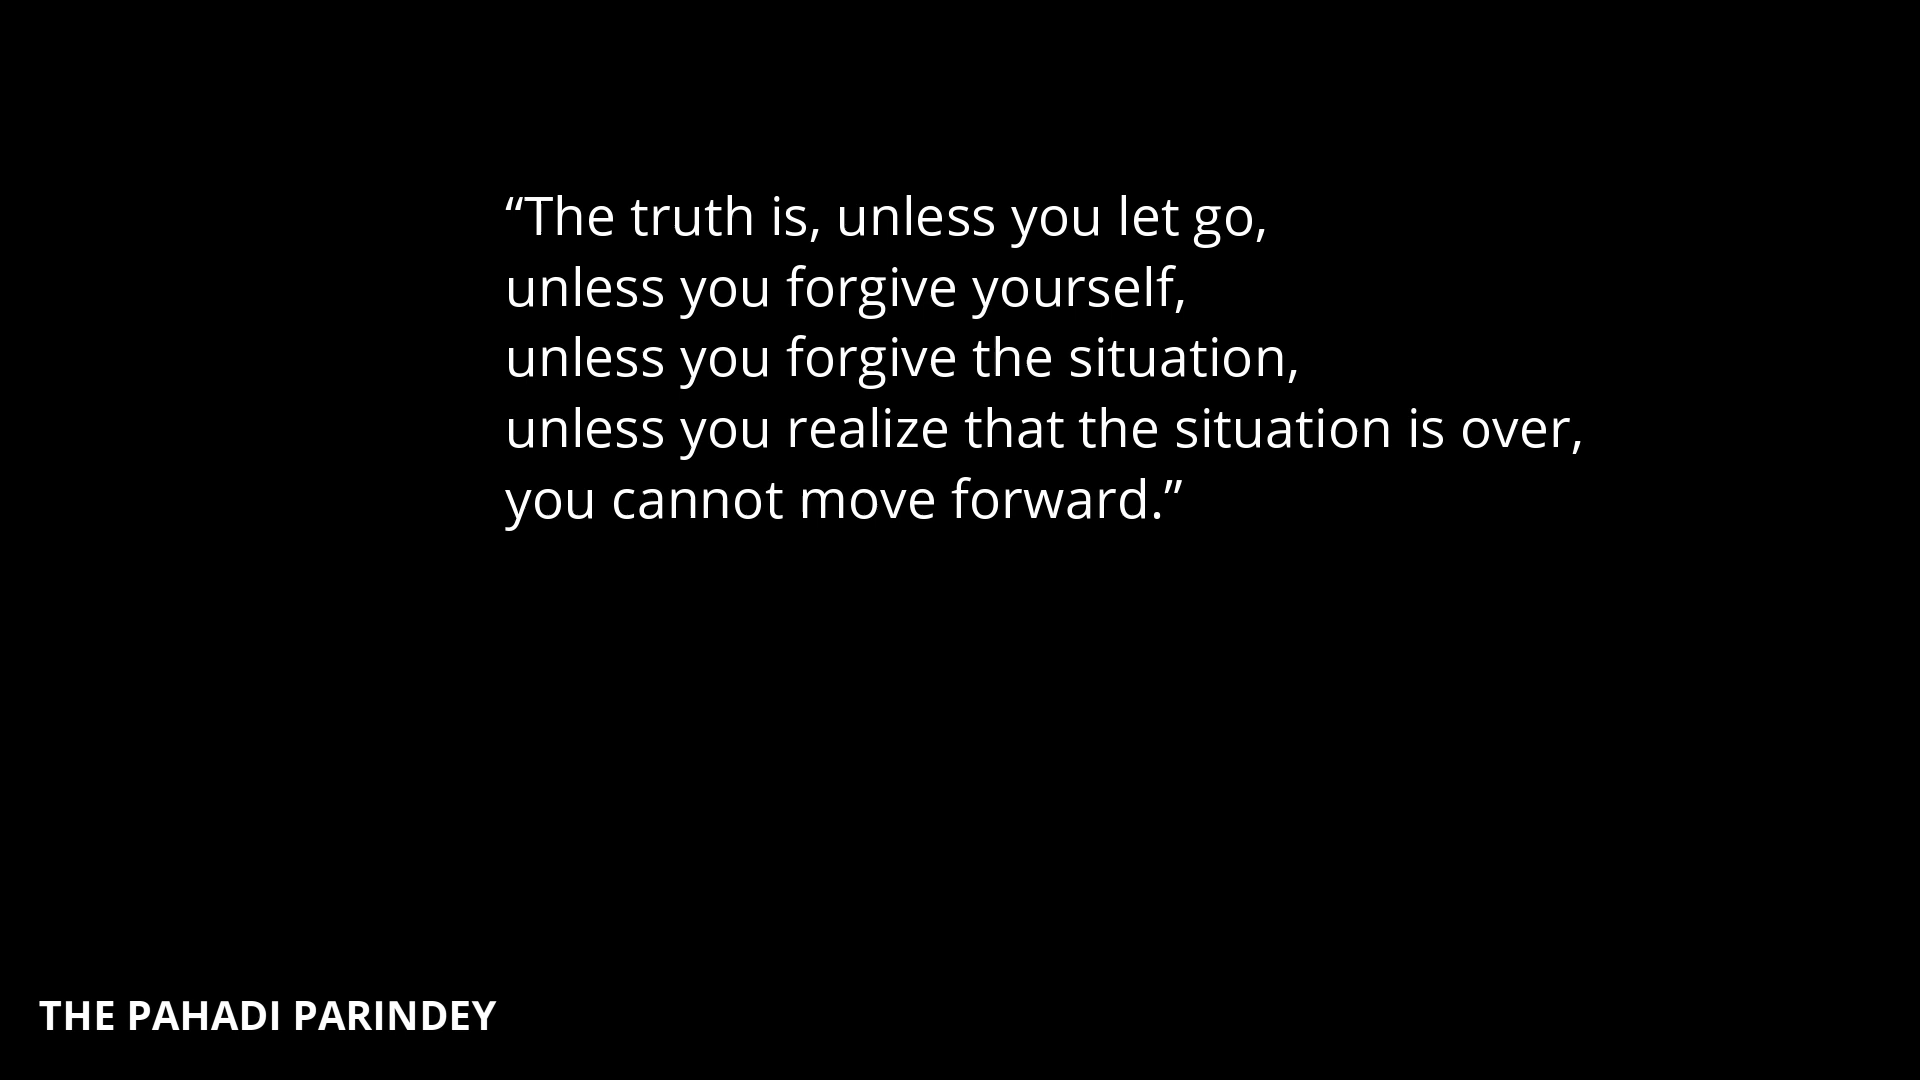 “The truth is, unless you let go,
unless you forgive yourself,
unless you forgive the situation,
unless you realize that the situation is over,
you cannot move forward.”
THE PAHADI PARINDEY